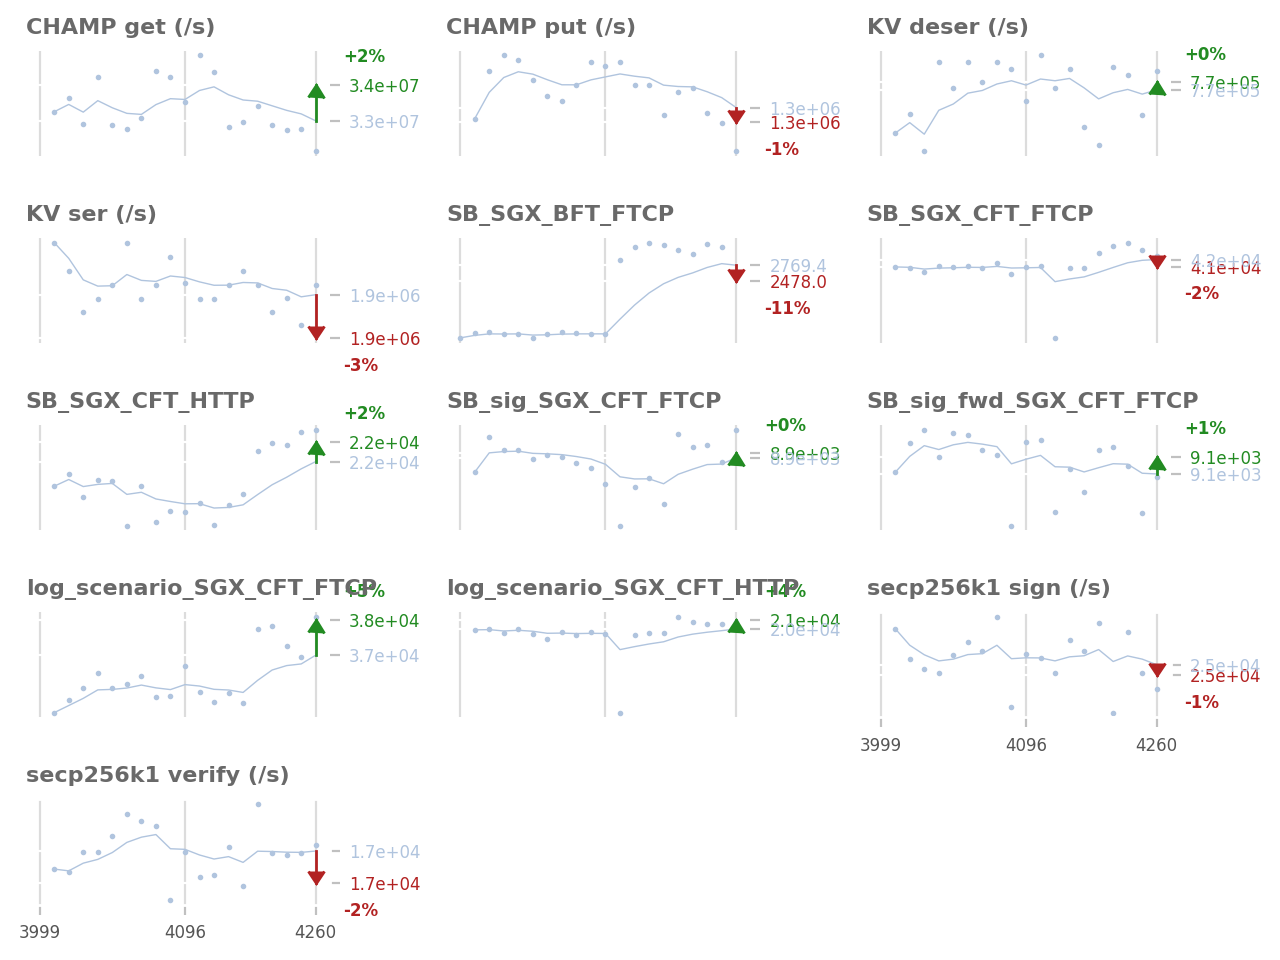 CHAMP get (/s)
+2%
3.4e+07
3.3e+07
CHAMP put (/s)
1.3e+06
1.3e+06
-1%
KV deser (/s)
+0%
7.7e+05
7.7e+05
KV ser (/s)
1.9e+06
1.9e+06
-3%
SB_SGX_BFT_FTCP
2769.4
2478.0
-11%
SB_SGX_CFT_FTCP
4.2e+04
4.1e+04
-2%
SB_SGX_CFT_HTTP
+2%
2.2e+04
2.2e+04
SB_sig_SGX_CFT_FTCP
+0%
8.9e+03
8.9e+03
SB_sig_fwd_SGX_CFT_FTCP
+1%
9.1e+03
9.1e+03
log_scenario_SGX_CFT_FTCP
+5%
3.8e+04
3.7e+04
log_scenario_SGX_CFT_HTTP
+4%
2.1e+04
2.0e+04
secp256k1 sign (/s)
2.5e+04
2.5e+04
-1%
3999 4096 4260
secp256k1 verify (/s)
1.7e+04
1.7e+04
-2%
3999 4096 4260